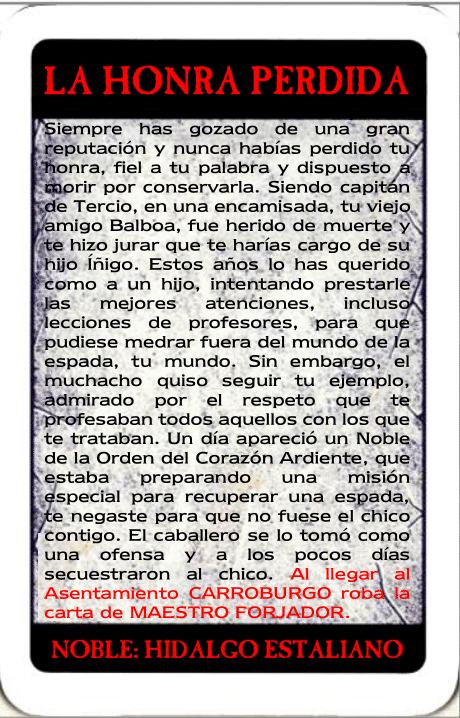 LA HONRA PERDIDA
Siempre has gozado de una gran
reputación y nunca habías perdido tu
honra, fiel a tu palabra y dispuesto a
morir por conservarla. Siendo capitán
de Tercio, en una encamisada, tu viejo
amigo Balboa, fue herido de muerte y
te hizo jurar que te harías cargo de su
hijo Íñigo. Estos años lo has querido
como a un hijo, intentando prestarle
las mejores atenciones, incluso
lecciones de profesores, para que
pudiese medrar fuera del mundo de la
espada, tu mundo. Sin embargo, el
muchacho quiso seguir tu ejemplo,
admirado por el respeto que te
profesaban todos aquellos con los que
te trataban. Un día apareció un Noble
de la Orden del Corazón Ardiente, que
estaba preparando una misión
especial para recuperar una espada,
te negaste para que no fuese el chico
contigo. El caballero se lo tomó como
una ofensa y a los pocos días
secuestraron al chico. Al llegar al
Asentamiento CARROBURGO roba la
carta de MAESTRO FORJADOR.
NOBLE: HIDALGO ESTALIANO